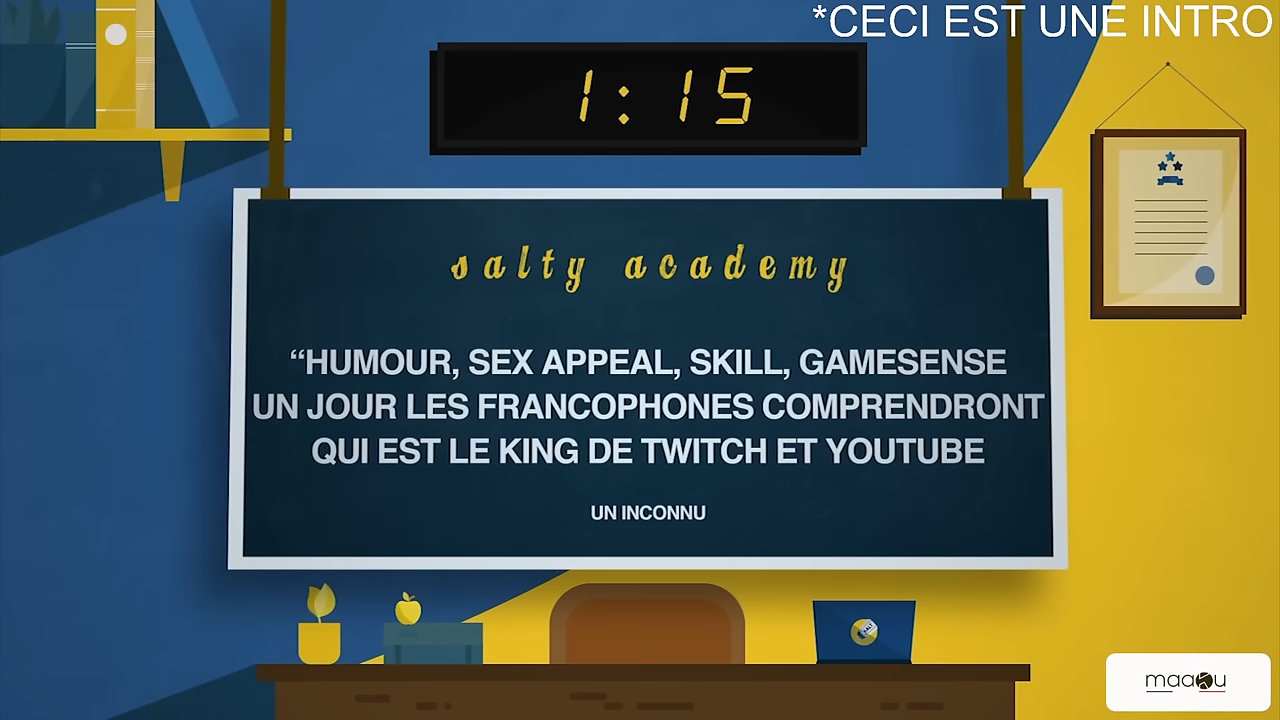 *CECI EST UNE INTRO
1:15
salty academy
“HUMOUR, SEX APPEAL, SKILL, GAMESENSE
UN JOUR LES FRANCOPHONES COMPRENDRONT
QUI EST LE KING DE TWITCH ET YOUTUBE
UN INCONNU